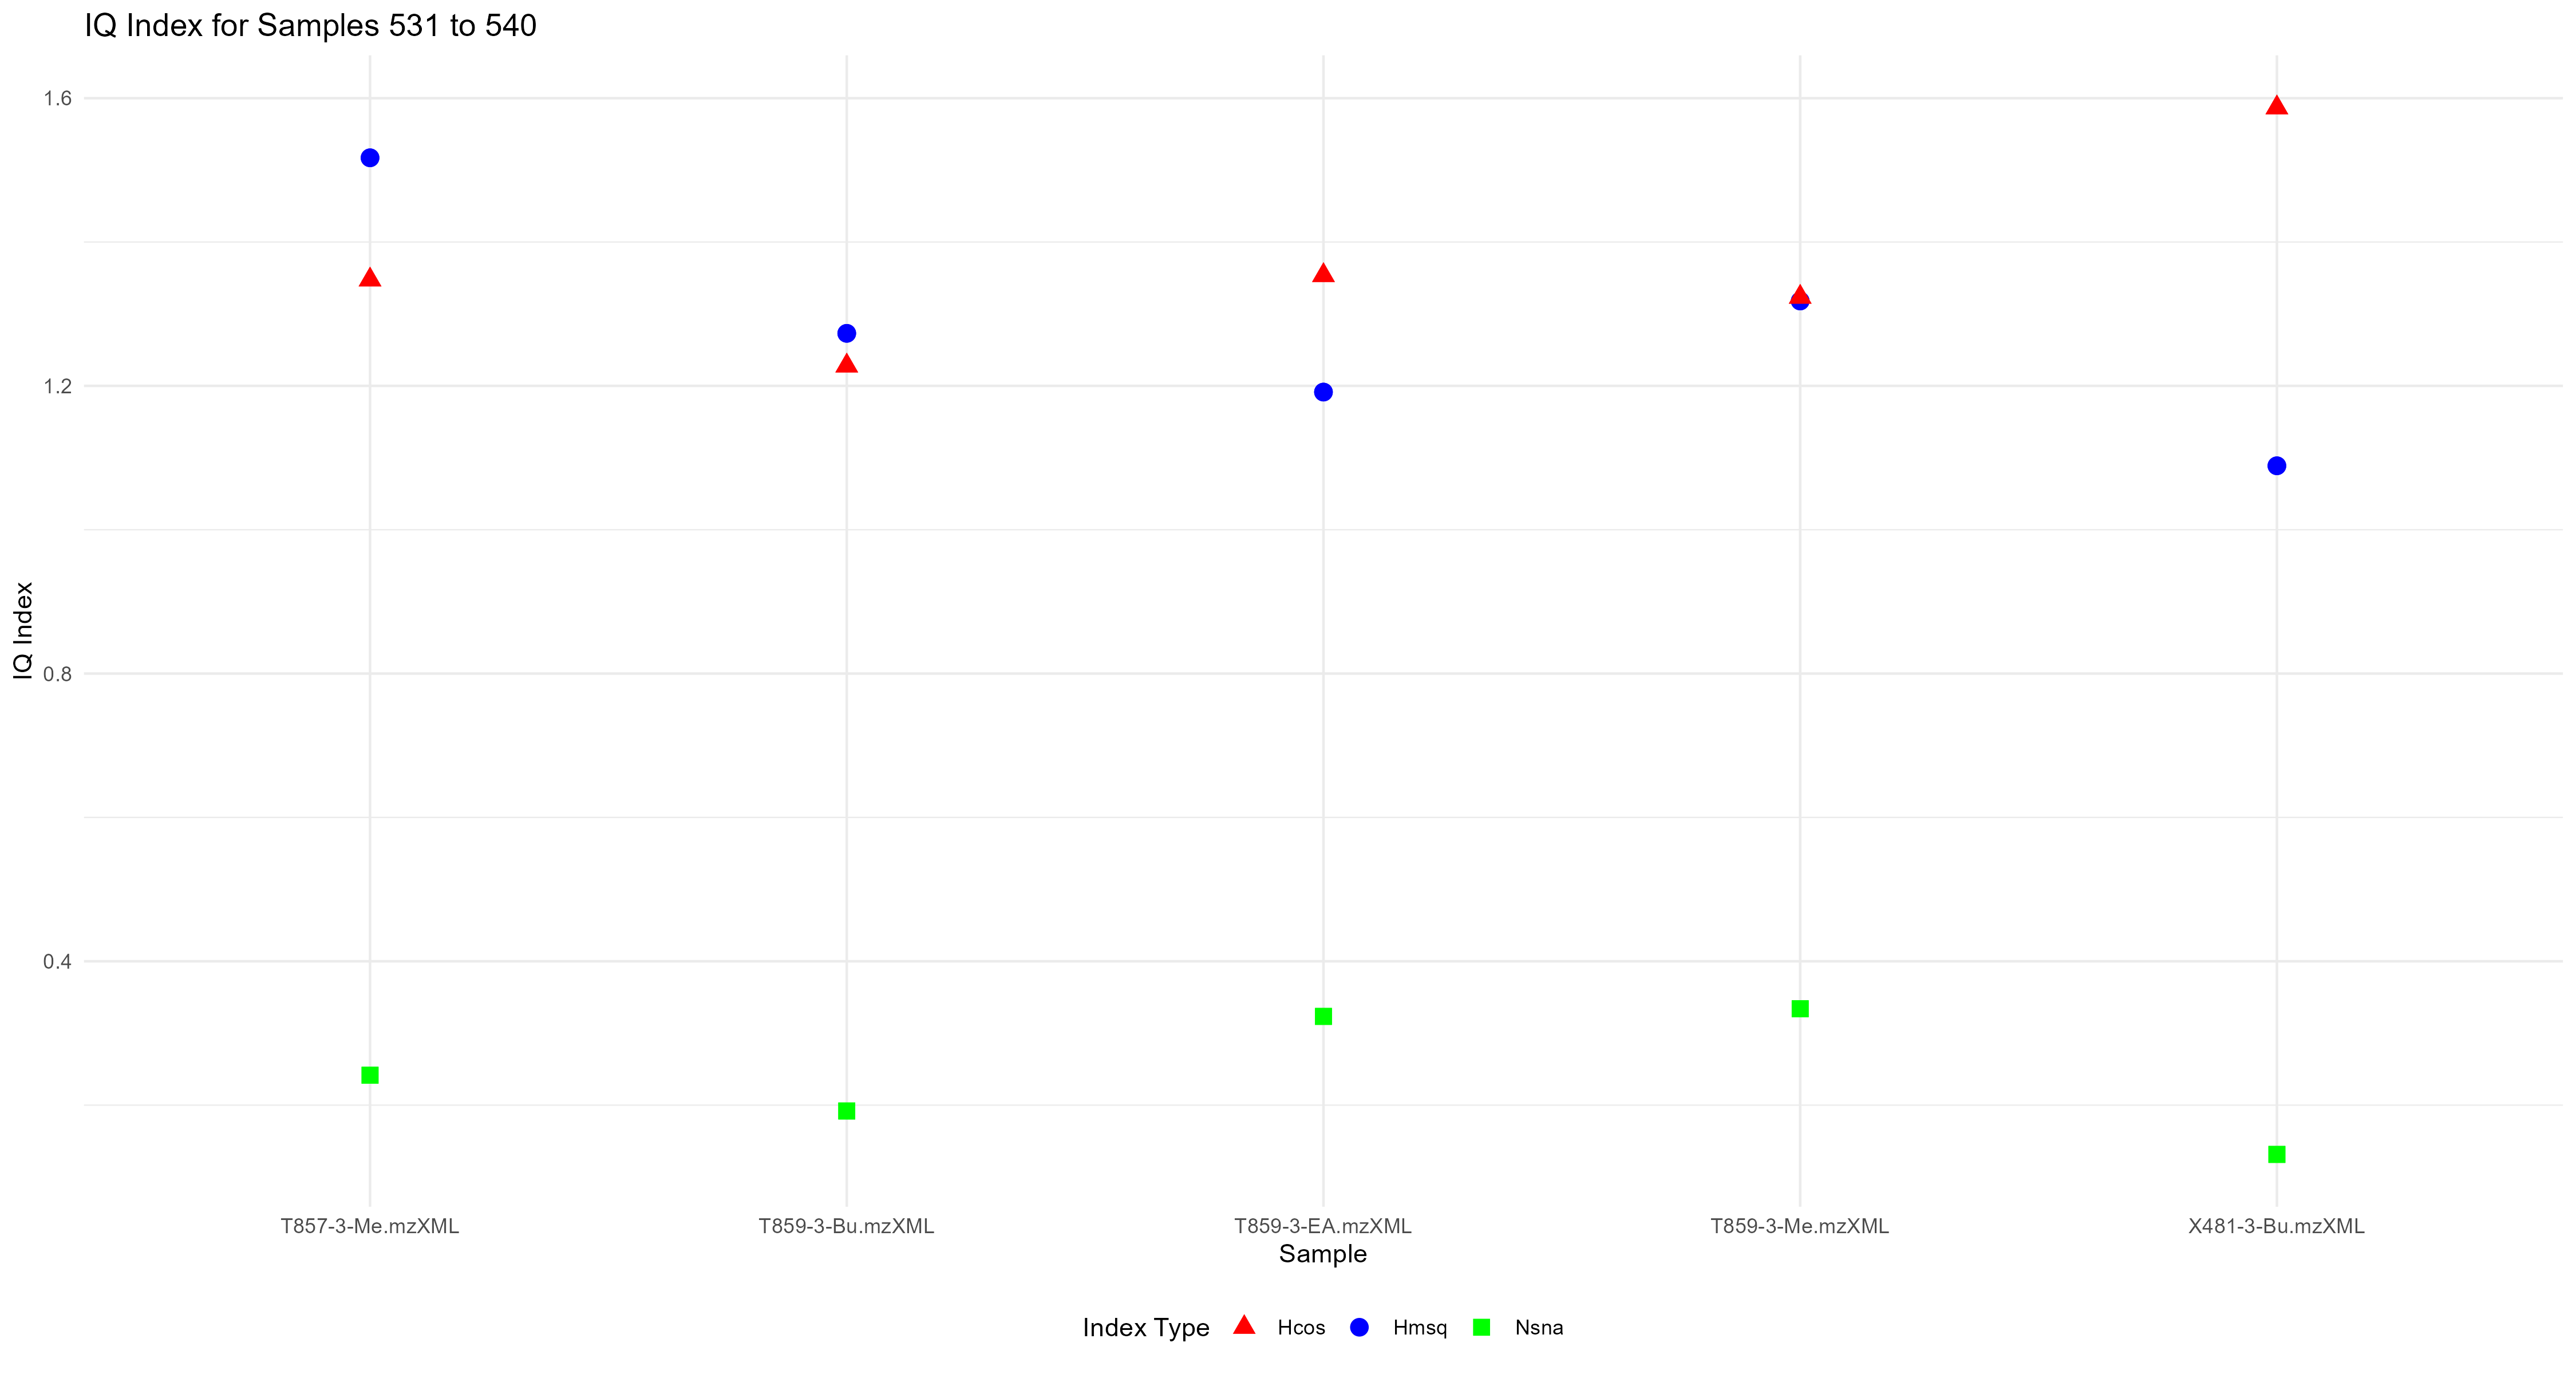 IQ Index for Samples 531 to 540
IQ Index
1.6
1.2
0.8
0.4
T857-3-Me.mzXML T859-3-Bu.mzXML T859-3-EA.mzXML T859-3-Me.mzXML X481-3-Bu.mzXML
Sample
Index Type Hcos Hmsq Nsna